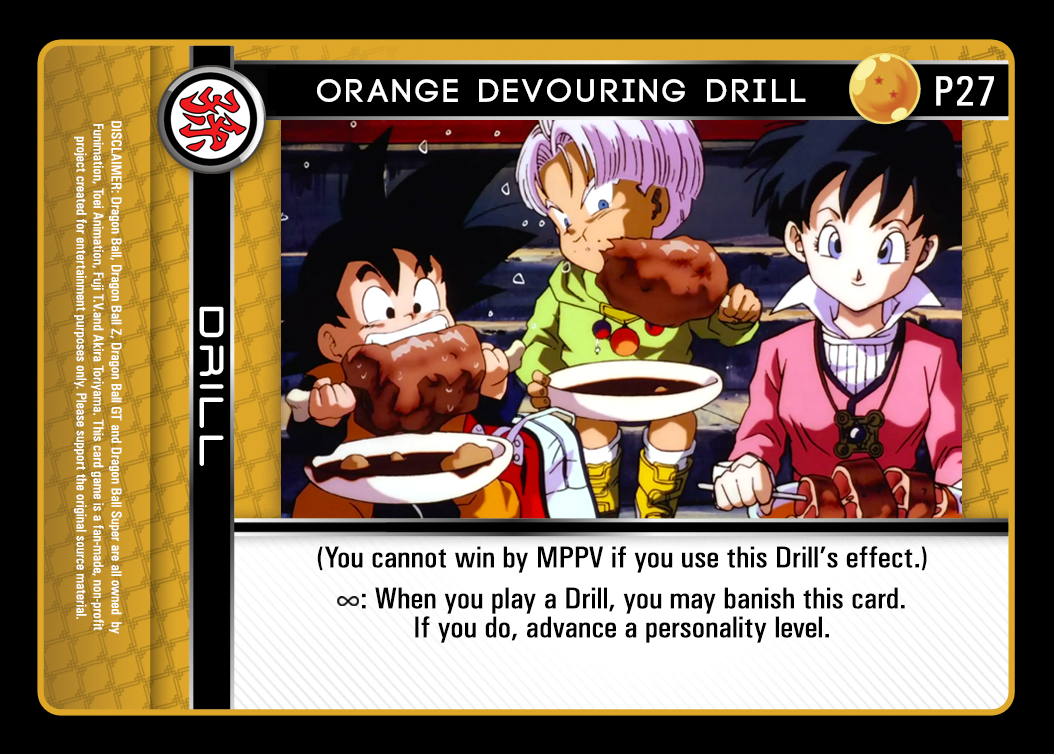 ORANGE DEVOURING DRILL
P27
DRILL
DISCLAIMER: Dragon Ball, Dragon Ball Z, Dragon Ball GT and Dragon Ball Super are all owned by
Funimation, Toei Animation, Fuji T.V.and Akira Toriyama. This card game is a fan-made, non-profit
project created for entertainment purposes only. Please support the original source material.
(You cannot win by MPPV if you use this Drill’s effect.)
∞: When you play a Drill, you may banish this card.
If you do, advance a personality level.